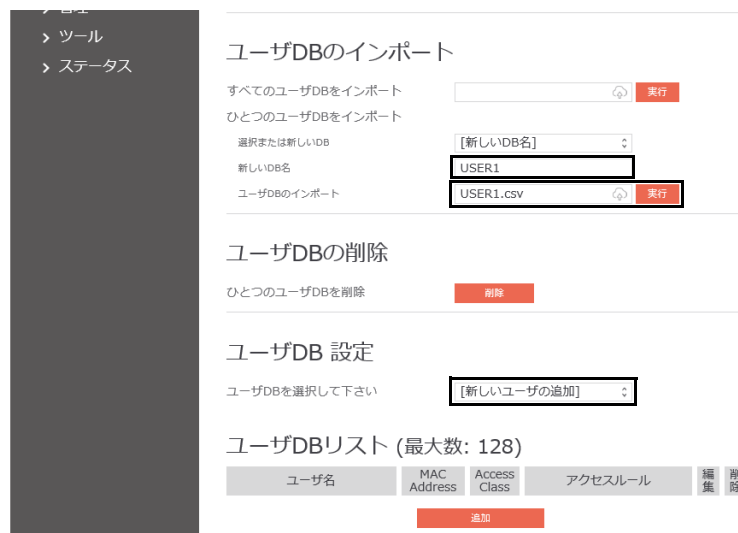 ツール
ステータス
ユーザDBのインポート
すべてのユーザDBをインポート 実行
ひとつのユーザDBをインポート
選択または新しいDB [新しいDB名]
新しいDB名 USER1
ユーザDBのインポート USER1.csv 実行
ユーザDBの削除
ひとつのユーザDBを削除 削除
ユーザDB 設定
ユーザDBを選択して下さい [新しいユーザの追加]
ユーザDBリスト (最大数: 128)
ユーザ名 MAC Address Access Class アクセスルール 編集 削除
追加